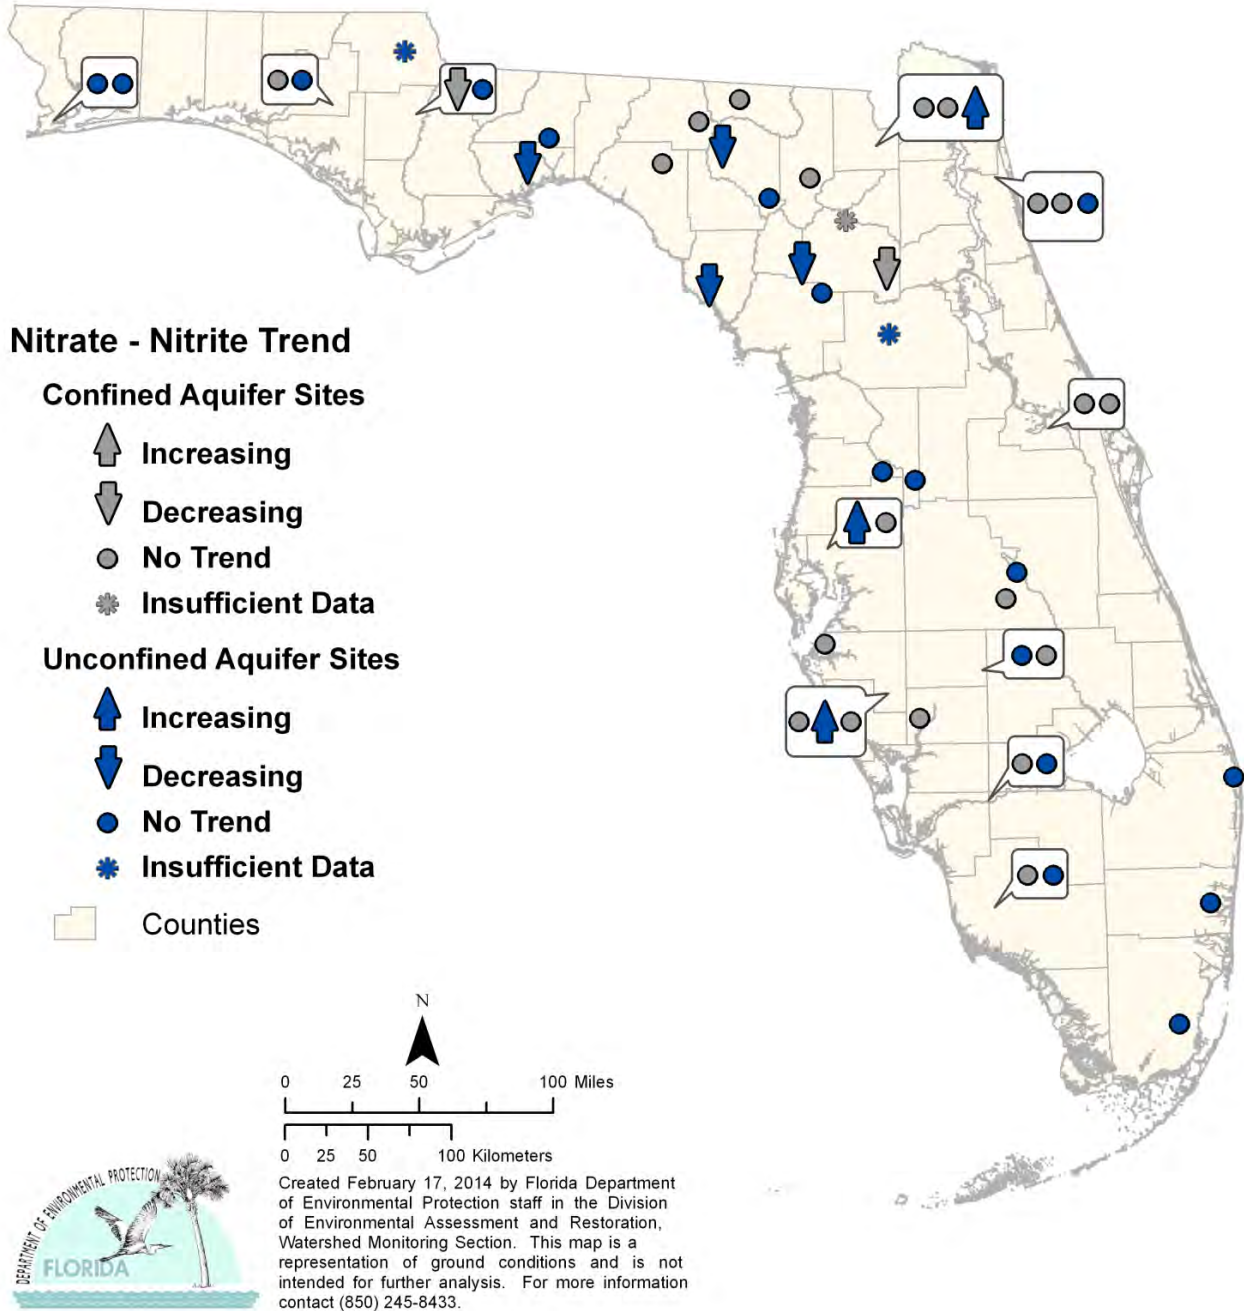 Nitrate - Nitrite Trend
Confined Aquifer Sites
Increasing
Decreasing
No Trend
Insufficient Data
Unconfined Aquifer Sites
Increasing
Decreasing
No Trend
Insufficient Data
Counties
N
0 25 50 100 Miles
0 25 50 100 Kilometers
Created February 17, 2014 by Florida Department
of Environmental Protection staff in the Division
of Environmental Assessment and Restoration,
Watershed Monitoring Section. This map is a
representation of ground conditions and is not
intended for further analysis. For more information
contact (850) 245-8433.
DEPARTMENT OF ENVIRONMENTAL PROTECTION
FLORIDA